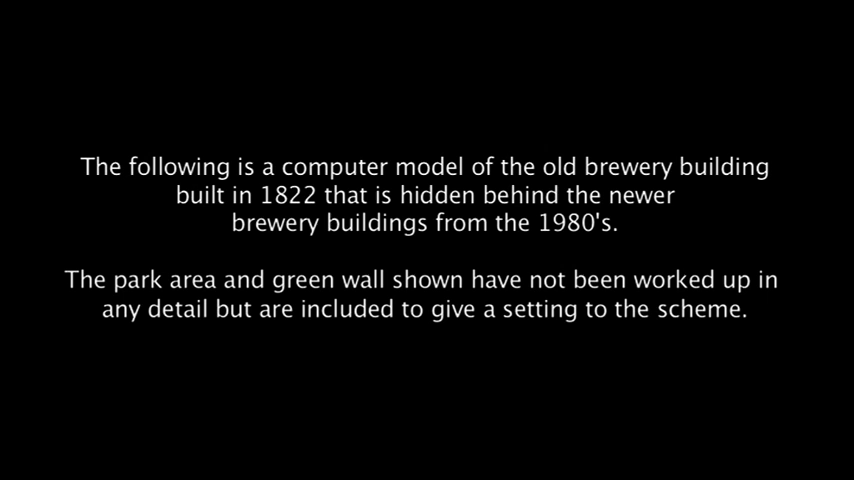 The following is a computer model of the old brewery building
built in 1822 that is hidden behind the newer
brewery buildings from the 1980's.
The park area and green wall shown have not been worked up in
any detail but are included to give a setting to the scheme.